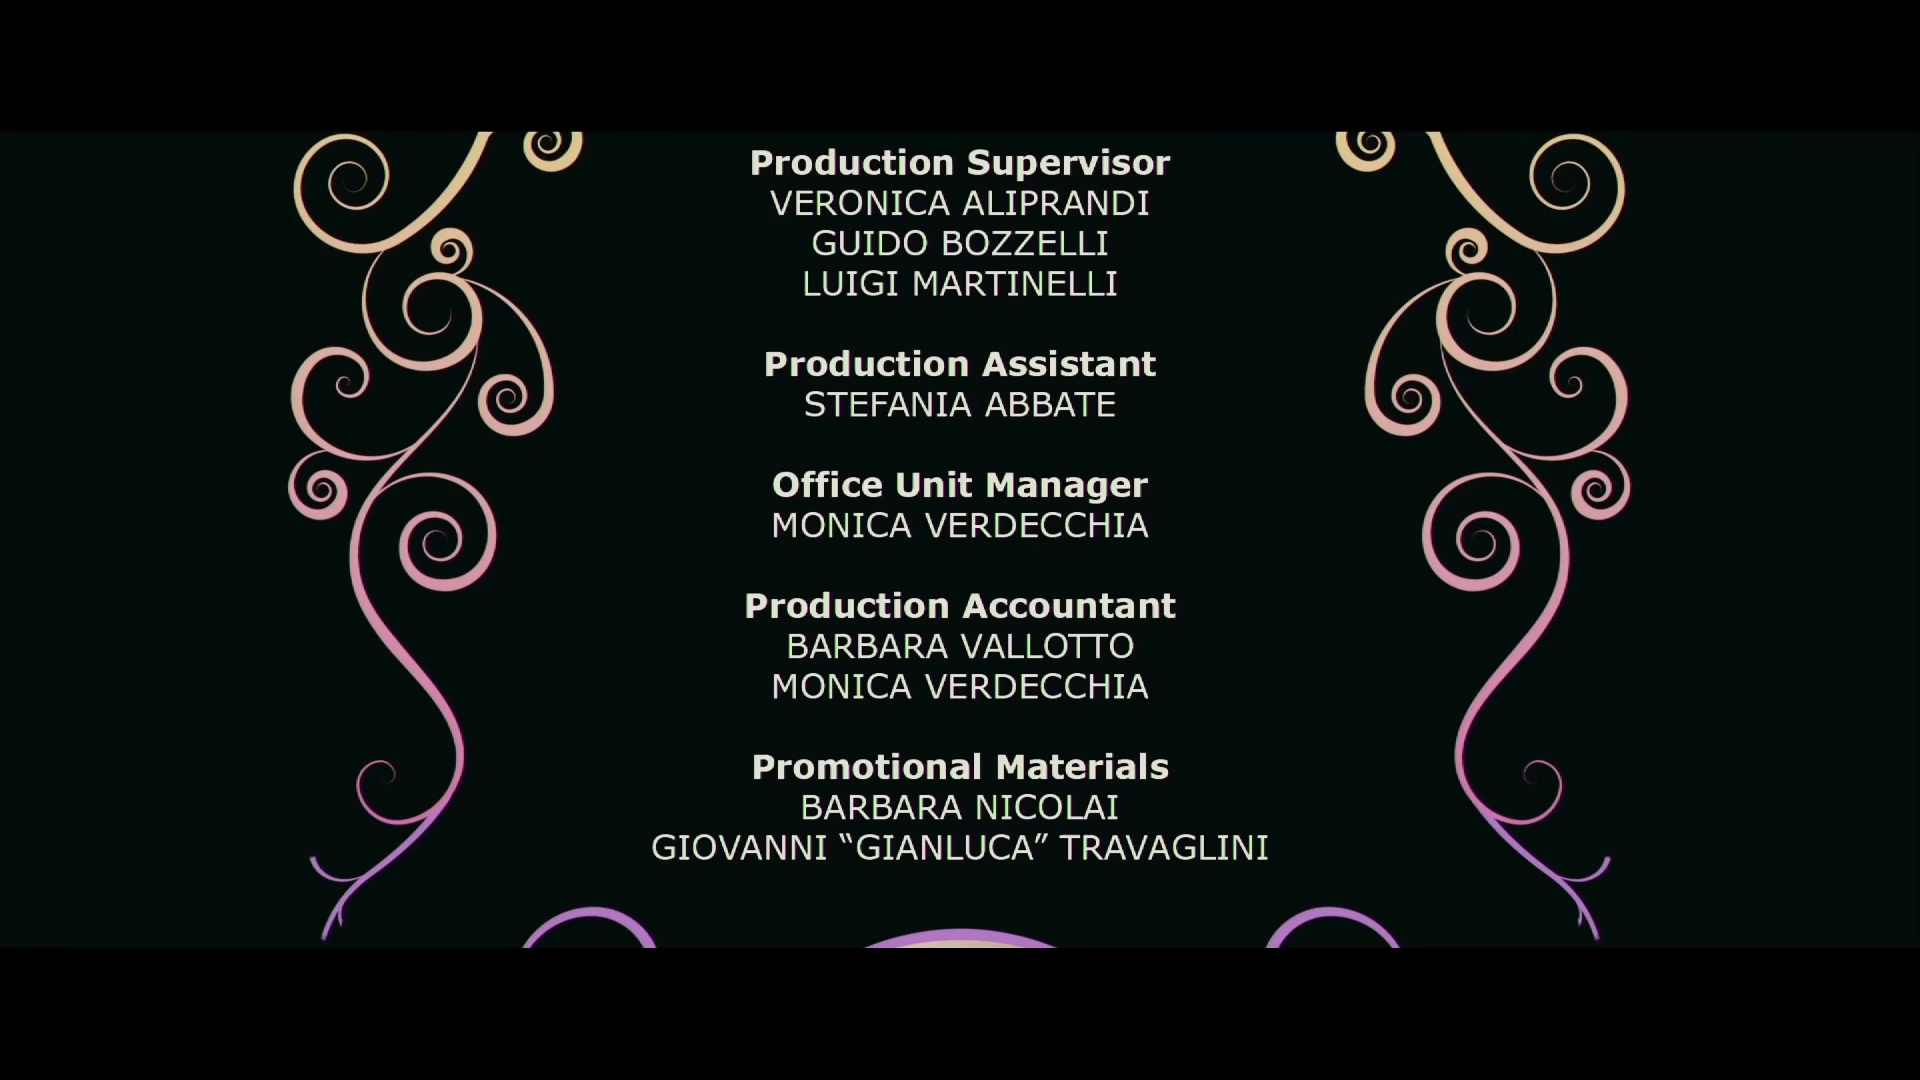 Production Supervisor
VERONICA ALIPRANDI
GUIDO BOZZELLI
LUIGI MARTINELLI
Production Assistant
STEFANIA ABBATE
Office Unit Manager
MONICA VERDECCHIA
Production Accountant
BARBARA VALLOTTO
MONICA VERDECCHIA
Promotional Materials
BARBARA NICOLAI
GIOVANNI “GIANLUCA” TRAVAGLINI